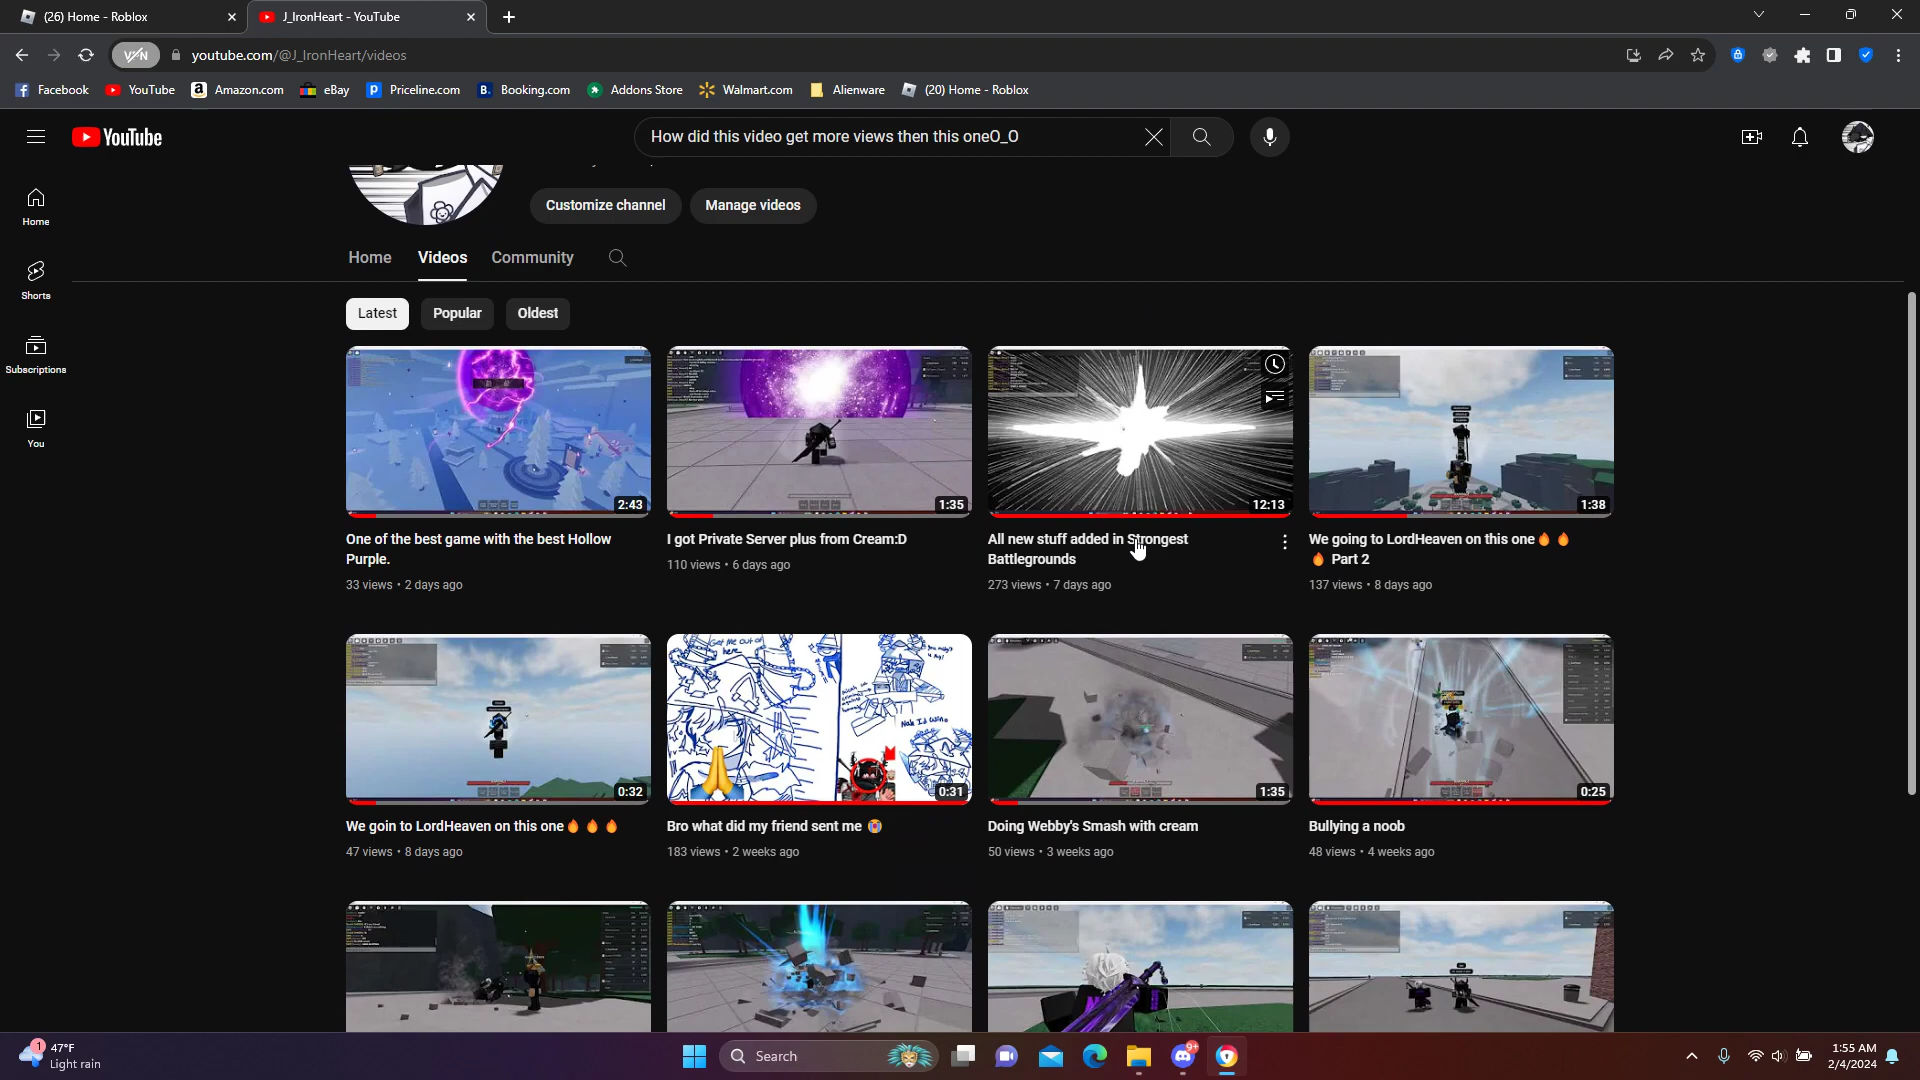 (26) Home - Roblox
J_IronHeart - YouTube
youtube.com/@J_IronHeart/videos
Facebook
YouTube
Amazon.com
eBay
Priceline.com
Booking.com
Addons Store
Walmart.com
Alienware
(20) Home - Roblox
YouTube
How did this video get more views then this oneO_O
Customize channel
Manage videos
Home
Shorts
Subscriptions
You
Home
Videos
Community
Latest
Popular
Oldest
2:43
1:35
12:13
1:38
One of the best game with the best Hollow
Purple.
33 views • 2 days ago
I got Private Server plus from Cream:D
110 views • 6 days ago
All new stuff added in Strongest
Battlegrounds
273 views • 7 days ago
We going to LordHeaven on this one🔥🔥
🔥 Part 2
137 views • 8 days ago
Get me out of
here
0:32
0:31
1:35
0:25
We goin to LordHeaven on this one🔥🔥🔥
47 views • 8 days ago
Bro what did my friend sent me 😭
183 views • 2 weeks ago
Doing Webby's Smash with cream
50 views • 3 weeks ago
Bullying a noob
48 views • 4 weeks ago
1
47°F
Light rain
Search
9+
1:55 AM
2/4/2024